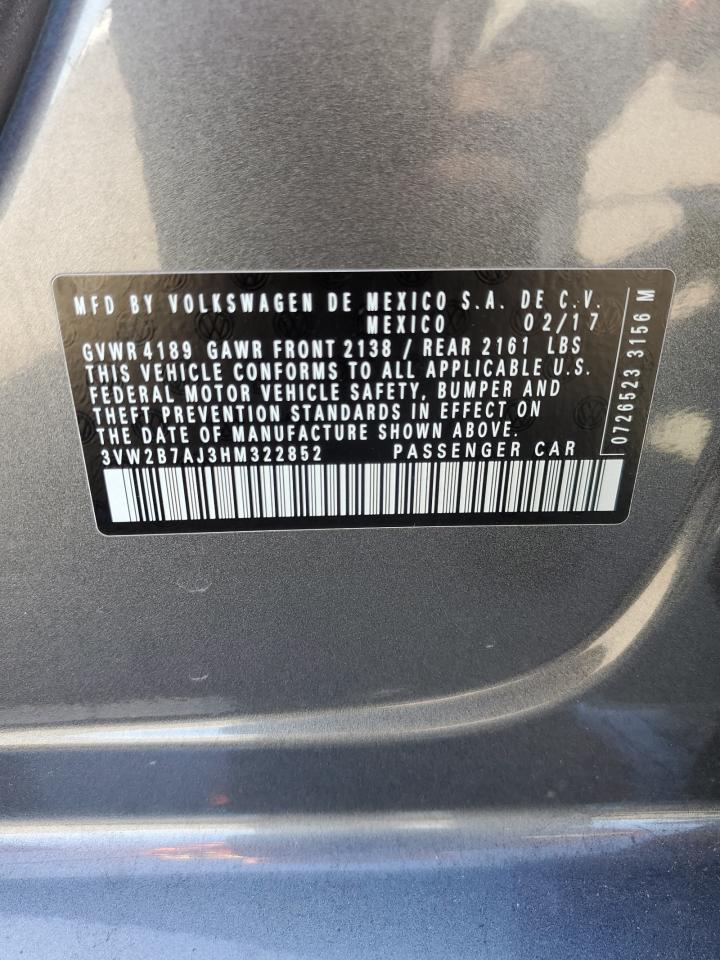 MFD BY VOLKSWAGEN DE MEXICO S.A. DE C.V.
MEXICO 02/17
GVWR 4189 GAWR FRONT 2138 / REAR 2161 LBS
THIS VEHICLE CONFORMS TO ALL APPLICABLE U.S.
FEDERAL MOTOR VEHICLE SAFETY, BUMPER AND
THEFT PREVENTION STANDARDS IN EFFECT ON
THE DATE OF MANUFACTURE SHOWN ABOVE.
3VW2B7AJ3HM322852 PASSENGER CAR
0726523 3156 M